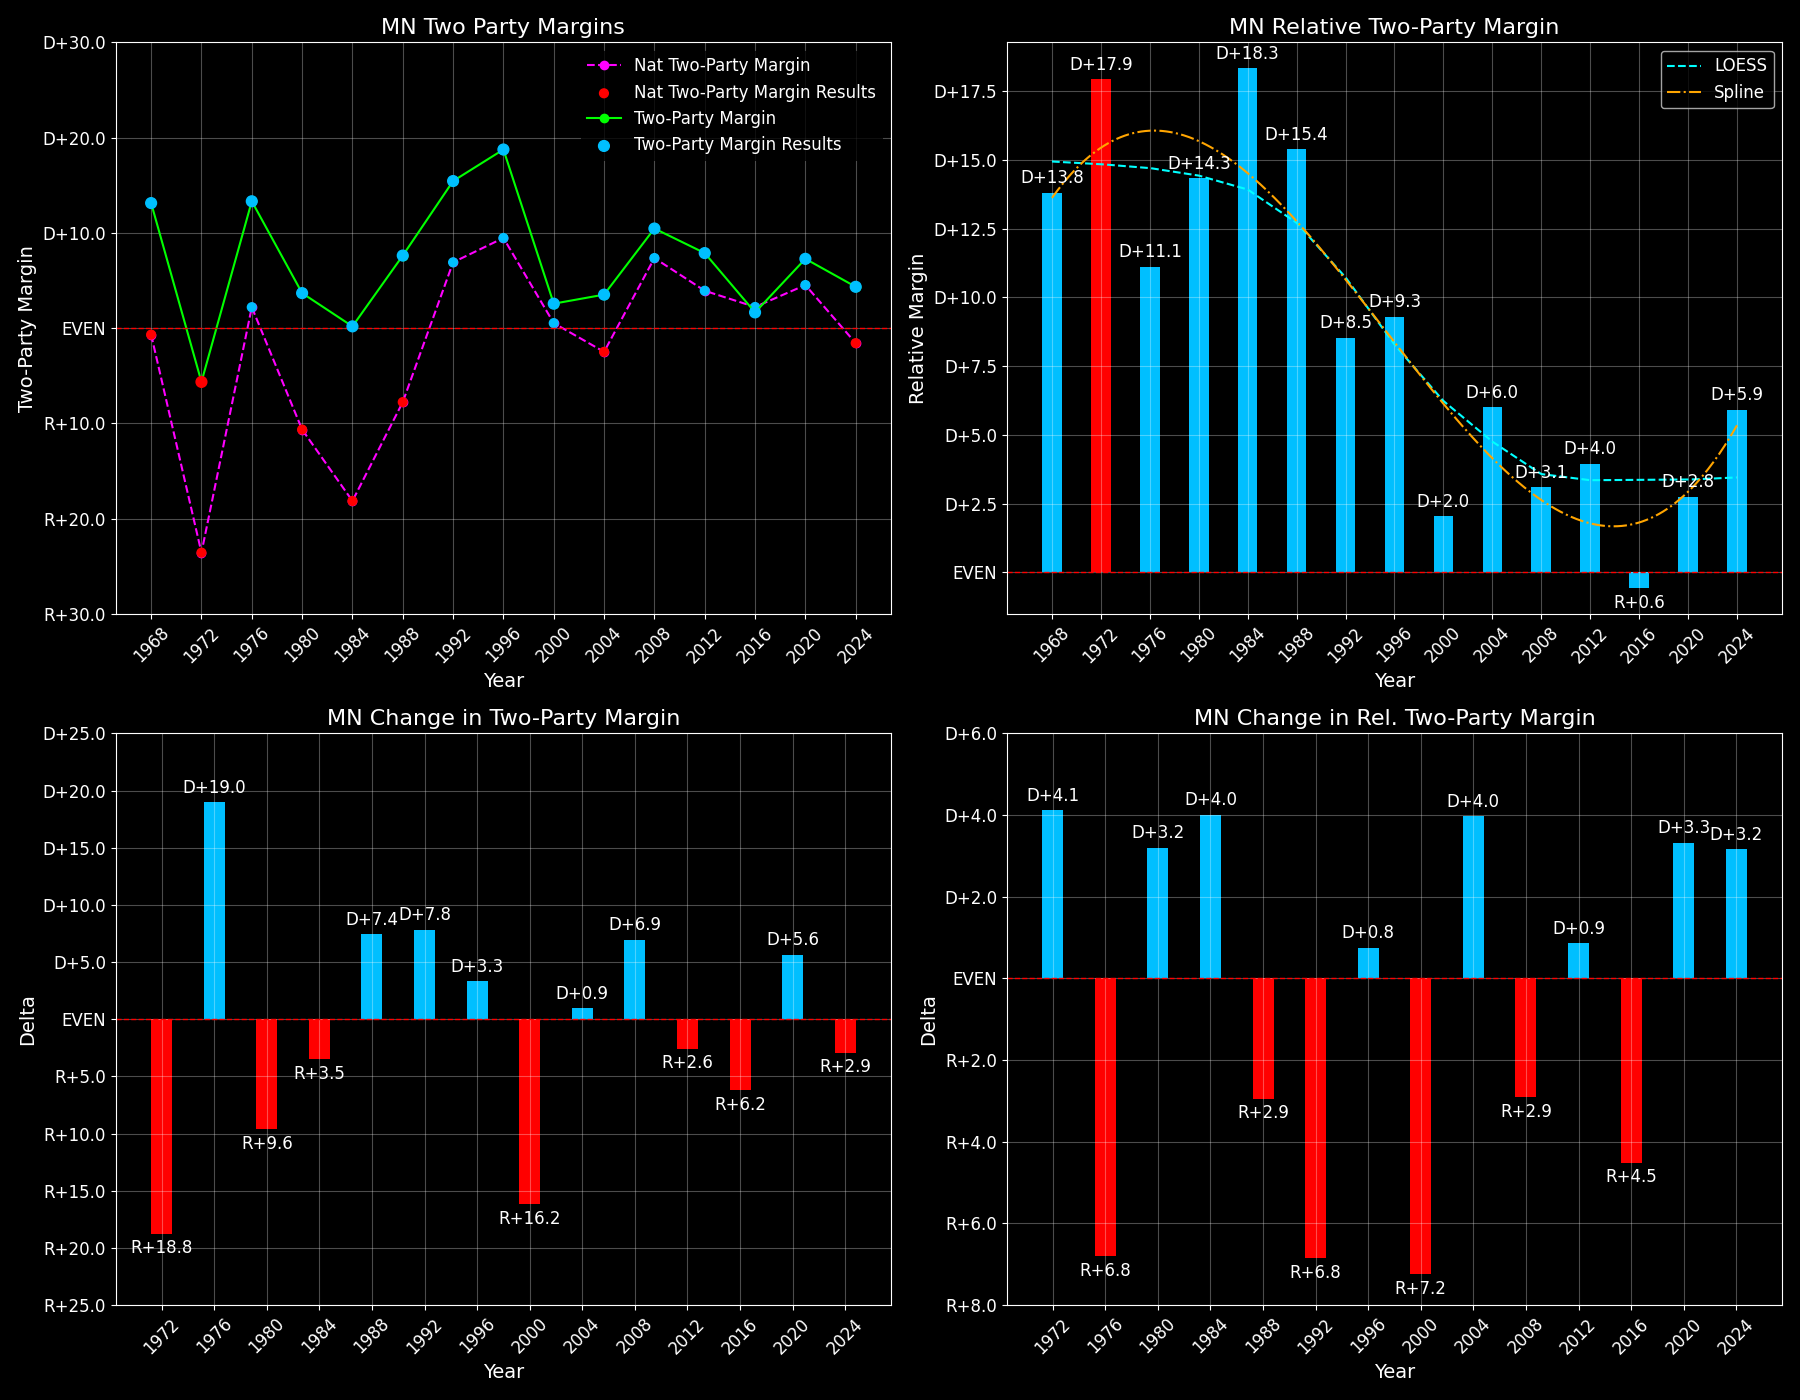 MN Two Party Margins
D+30.0
D+20.0
D+10.0
EVEN
R+10.0
R+20.0
R+30.0
Two-Party Margin
Nat Two-Party Margin
Nat Two-Party Margin Results
Two-Party Margin
Two-Party Margin Results
1968 1972 1976 1980 1984 1988 1992 1996 2000 2004 2008 2012 2016 2020 2024
Year
MN Relative Two-Party Margin
D+17.5
D+15.0
D+12.5
D+10.0
D+7.5
D+5.0
D+2.5
EVEN
Relative Margin
LOESS
Spline
D+13.8 D+17.9 D+11.1 D+14.3 D+18.3 D+15.4 D+8.5 D+9.3 D+2.0 D+6.0 D+3.1 D+4.0 R+0.6 D+2.8 D+5.9
1968 1972 1976 1980 1984 1988 1992 1996 2000 2004 2008 2012 2016 2020 2024
Year
MN Change in Two-Party Margin
D+25.0
D+20.0
D+15.0
D+10.0
D+5.0
EVEN
R+5.0
R+10.0
R+15.0
R+20.0
R+25.0
Delta
R+18.8 D+19.0 R+9.6 R+3.5 D+7.4 D+7.8 D+3.3 R+16.2 D+0.9 D+6.9 R+2.6 R+6.2 D+5.6 R+2.9
1972 1976 1980 1984 1988 1992 1996 2000 2004 2008 2012 2016 2020 2024
Year
MN Change in Rel. Two-Party Margin
D+6.0
D+4.0
D+2.0
EVEN
R+2.0
R+4.0
R+6.0
R+8.0
Delta
D+4.1 R+6.8 D+3.2 D+4.0 R+2.9 R+6.8 D+0.8 R+7.2 D+4.0 R+2.9 D+0.9 R+4.5 D+3.3 D+3.2
1972 1976 1980 1984 1988 1992 1996 2000 2004 2008 2012 2016 2020 2024
Year